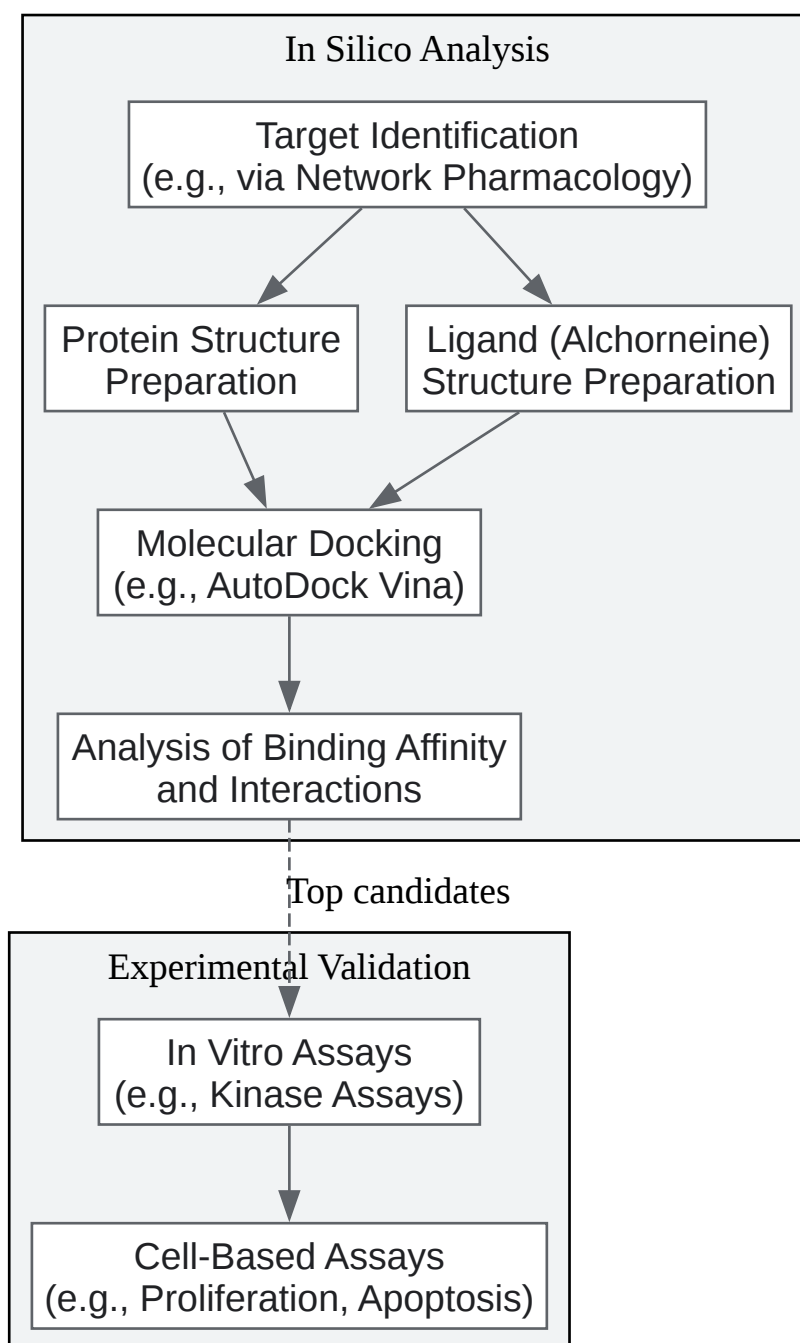 In Silico Analysis
Target Identification
(e.g., via Network Pharmacology)
Protein Structure
Preparation
Ligand (Alchorneine)
Structure Preparation
Molecular Docking
(e.g., AutoDock Vina)
Analysis of Binding Affinity
and Interactions
Top candidates
Experimental Validation
In Vitro Assays
(e.g., Kinase Assays)
Cell-Based Assays
(e.g., Proliferation, Apoptosis)